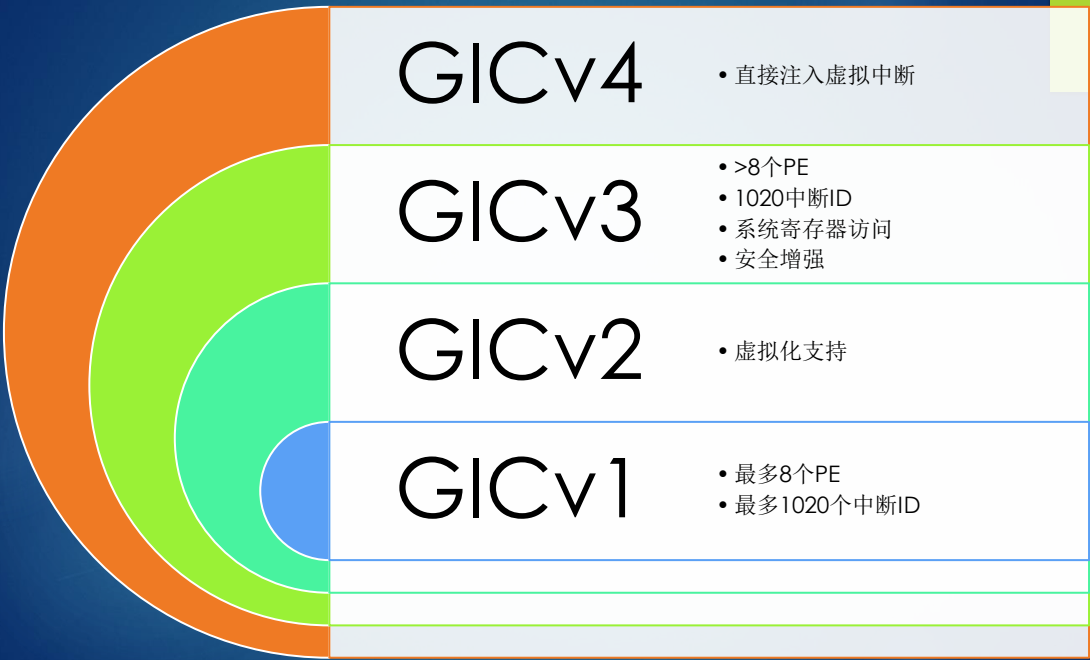 GICv4
• 直接注入虚拟中断
GICv3
• >8个PE
• 1020中断ID
• 系统寄存器访问
• 安全增强
GICv2
• 虚拟化支持
GICv1
• 最多8个PE
• 最多1020个中断ID